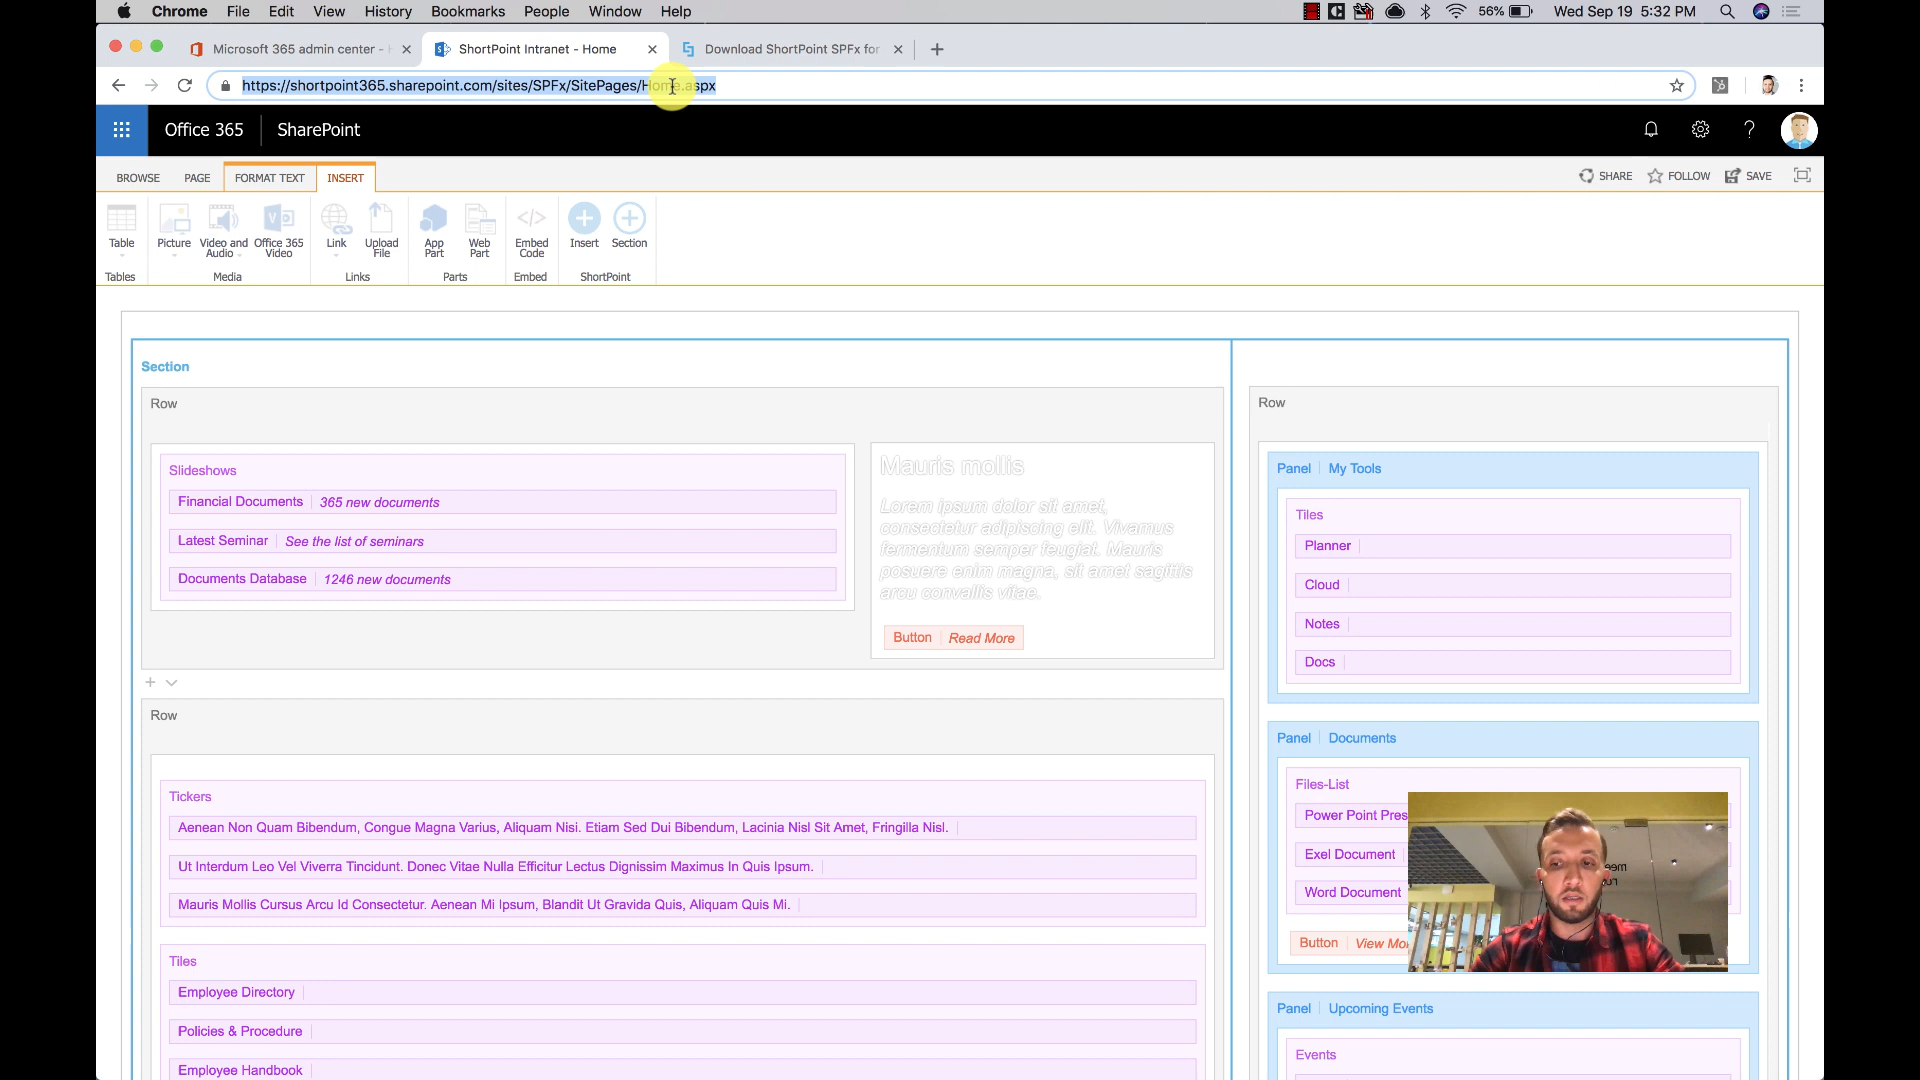 Chrome File Edit View History Bookmarks People Window Help
56% Wed Sep 19 5:32 PM
Microsoft 365 admin center -
ShortPoint Intranet - Home
Download ShortPoint SPFx for
https://shortpoint365.sharepoint.com/sites/SPFx/SitePages/Home.aspx
Office 365 SharePoint ?
BROWSE PAGE FORMAT TEXT INSERT
SHARE FOLLOW SAVE
Table
Picture
Video and Audio
Office 365 Video
Link
Upload File
App Part
Web Part
Embed Code
Insert
Section
Tables Media Links Parts Embed ShortPoint
Section
Row
Slideshows
Financial Documents 365 new documents
Latest Seminar See the list of seminars
Documents Database 1246 new documents
Mauris mollis
Lorem ipsum dolor sit amet,
consectetur adipiscing elit. Vivamus
fermentum semper feugiat. Mauris
posuere enim magna, sit amet sagittis
arcu convallis vitae.
Button Read More
Row
Tickers
Aenean Non Quam Bibendum, Congue Magna Varius, Aliquam Nisi. Etiam Sed Dui Bibendum, Lacinia Nisl Sit Amet, Fringilla Nisl.
Ut Interdum Leo Vel Viverra Tincidunt. Donec Vitae Nulla Efficitur Lectus Dignissim Maximus In Quis Ipsum.
Mauris Mollis Cursus Arcu Id Consectetur. Aenean Mi Ipsum, Blandit Ut Gravida Quis, Aliquam Quis Mi.
Tiles
Employee Directory
Policies & Procedure
Employee Handbook
Row
Panel My Tools
Tiles
Planner
Cloud
Notes
Docs
Panel Documents
Files-List
Power Point Pres
Exel Document
Word Document
Button View Mo
Panel Upcoming Events
Events